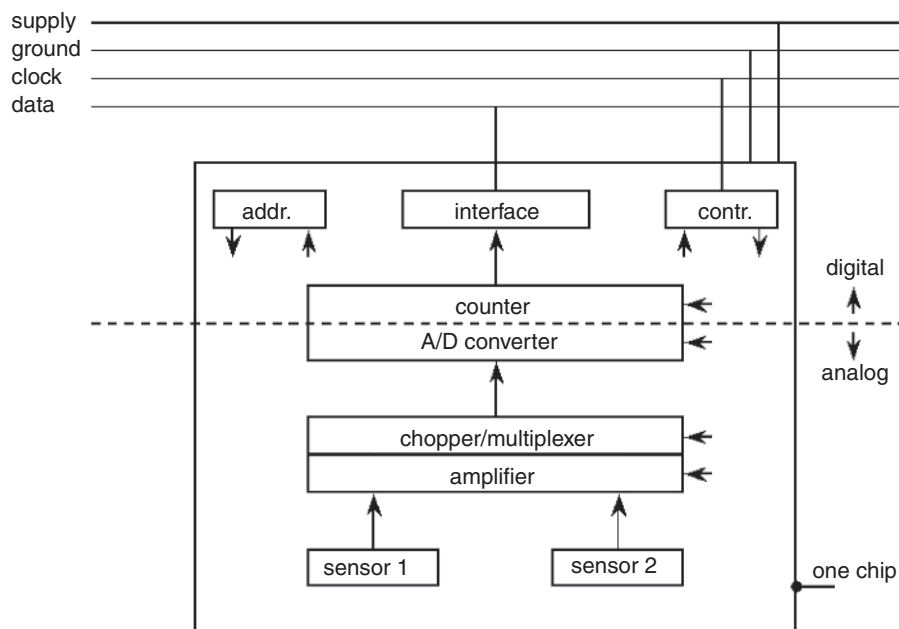 supply
ground
clock
data
addr.
interface
contr.
digital
counter
A/D converter
analog
chopper/multiplexer
amplifier
sensor 1
sensor 2
one chip